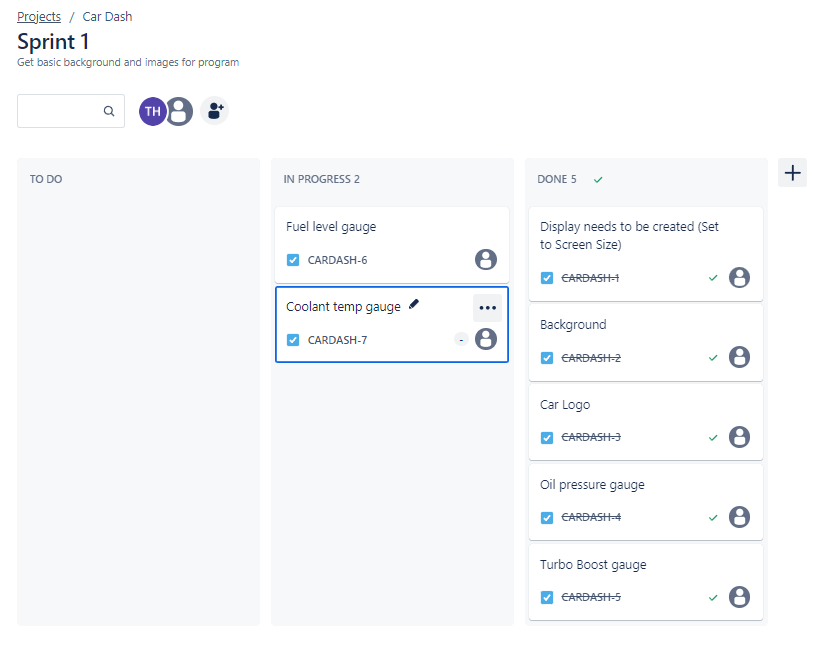 Projects / Car Dash
Sprint 1
Get basic background and images for program
TH
TO DO
IN PROGRESS 2
Fuel level gauge
CARDASH-6
Coolant temp gauge
CARDASH-7
-
DONE 5
Display needs to be created (Set
to Screen Size)
CARDASH-1
Background
CARDASH-2
Car Logo
CARDASH-3
Oil pressure gauge
CARDASH-4
Turbo Boost gauge
CARDASH-5